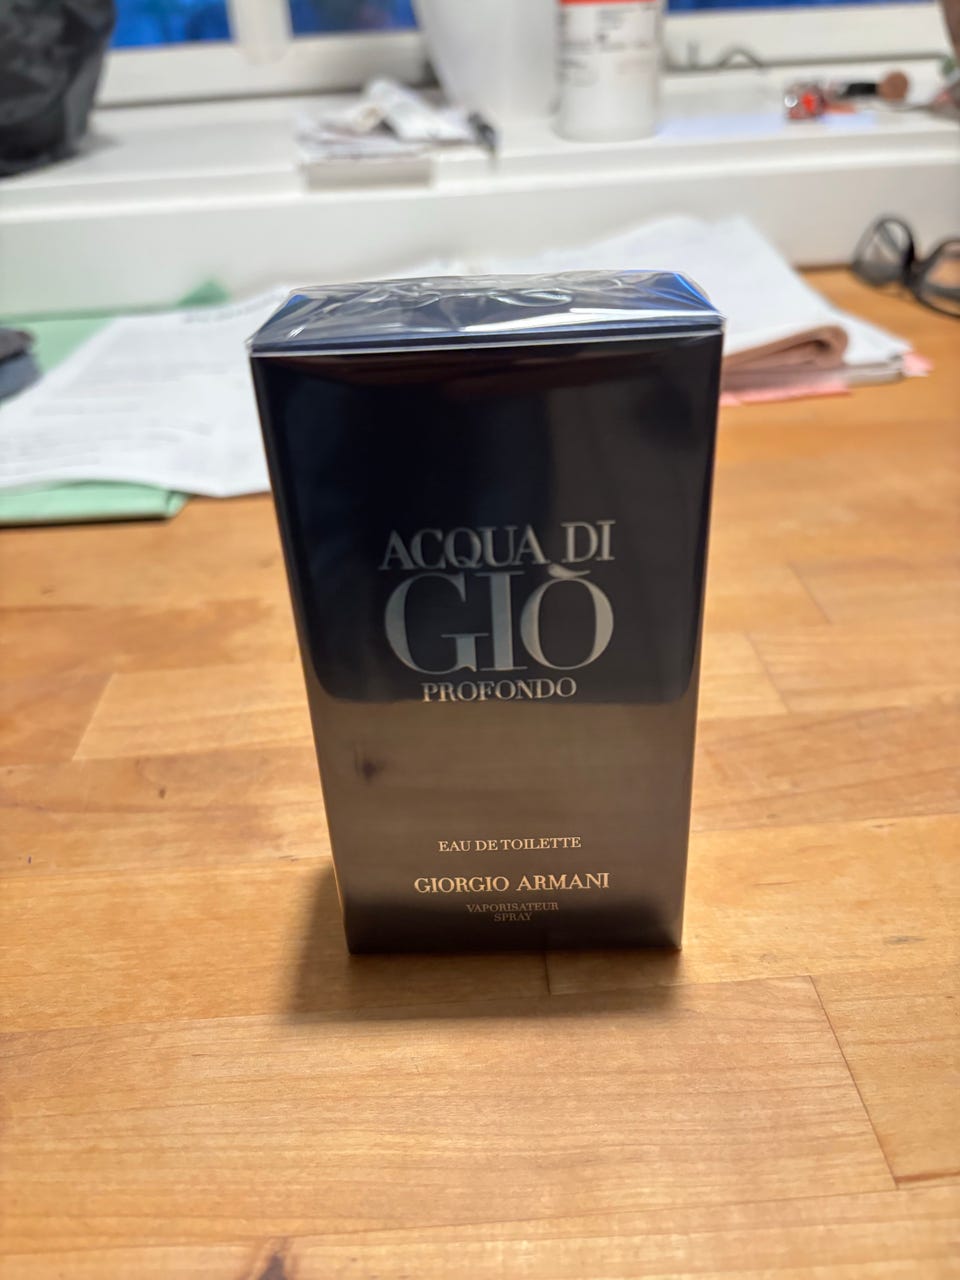 ACQUA DI
GIÒ
PROFONDO
EAU DE TOILETTE
GIORGIO ARMANI
VAPORISATEUR
SPRAY